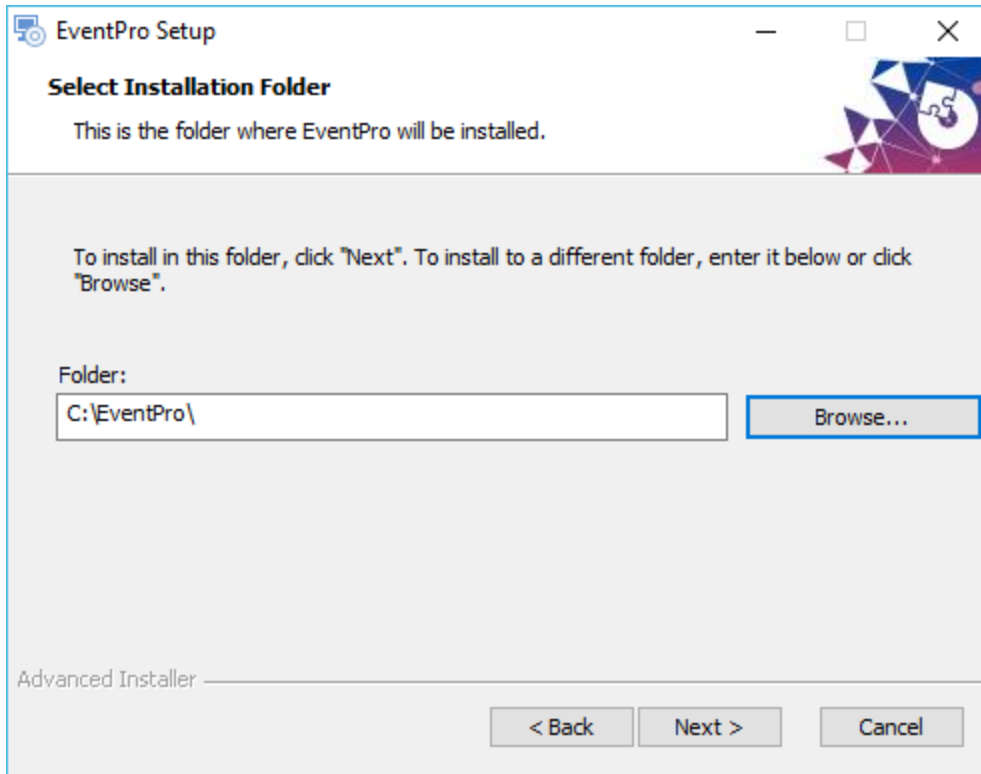 EventPro Setup
Select Installation Folder
This is the folder where EventPro will be installed.
To install in this folder, click "Next". To install to a different folder, enter it below or click
"Browse".
Folder:
C:\EventPro\
Browse...
Advanced Installer
< Back
Next >
Cancel